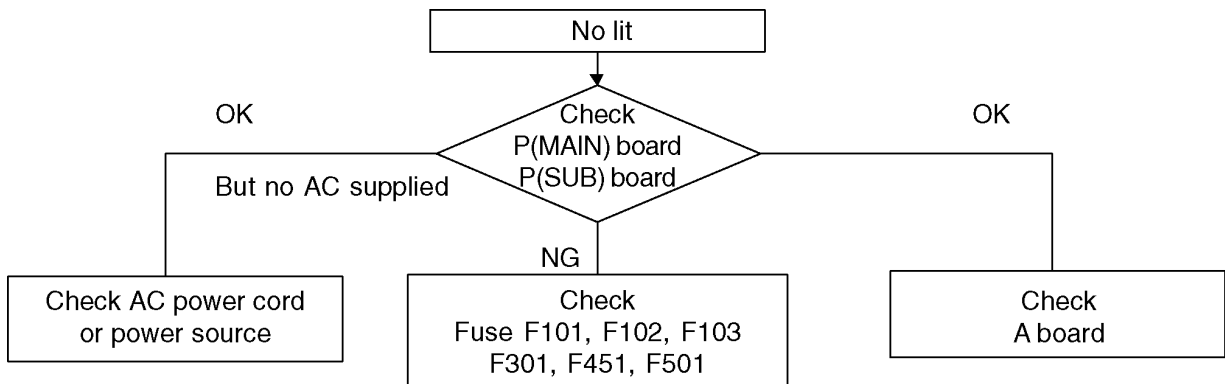 No lit
OK
Check
OK
P(MAIN) board
But no AC supplied
P(SUB) board
NG
Check AC power cord
or power source
Check
Fuse F101, F102, F103
F301, F451, F501
Check
A board